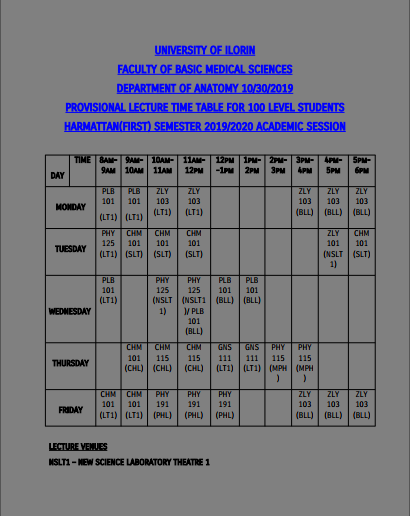 UNIVERSITY OF ILORIN
FACULTY OF BASIC MEDICAL SCIENCES
DEPARTMENT OF ANATOMY 10/30/2019
PROVISIONAL LECTURE TIME TABLE FOR 100 LEVEL STUDENTS
HARMATTAN(FIRST) SEMESTER 2019/2020 ACADEMIC SESSION
TIME 8AM– 9AM– 10AM– 11AM– 12PM 1PM– 2PM– 3PM– 4PM– 5PM–
9AM 10AM 11AM 12PM –1PM 2PM 3PM 4PM 5PM 6PM
DAY
PLB PLB ZLY ZLY ZLY ZLY ZLY
MONDAY 101 101 103 103 103 103 103
(LT1) (LT1) (LT1) (LT1) (BLL) (BLL) (BLL)
PHY CHM CHM CHM ZLY CHM
TUESDAY 125 101 101 101 101 101
(LT1) (SLT) (SLT) (SLT) (NSLT (SLT)
1)
PLB PHY PHY PLB PLB
101 125 125 101 101
(LT1) (NSLT (NSLT1 (BLL) (BLL)
WEDNESDAY 1) )/ PLB
101
(BLL)
CHM CHM CHM GNS GNS PHY PHY
THURSDAY 101 115 115 111 111 115 115
(CHL) (CHL) (CHL) (LT1) (LT1) (MPH (MPH
) )
CHM CHM PHY PHY PHY ZLY ZLY ZLY
FRIDAY 101 101 191 191 191 103 103 103
(LT1) (LT1) (PHL) (PHL) (PHL) (BLL) (BLL) (BLL)
LECTURE VENUES
NSLT1 – NEW SCIENCE LABORATORY THEATRE 1